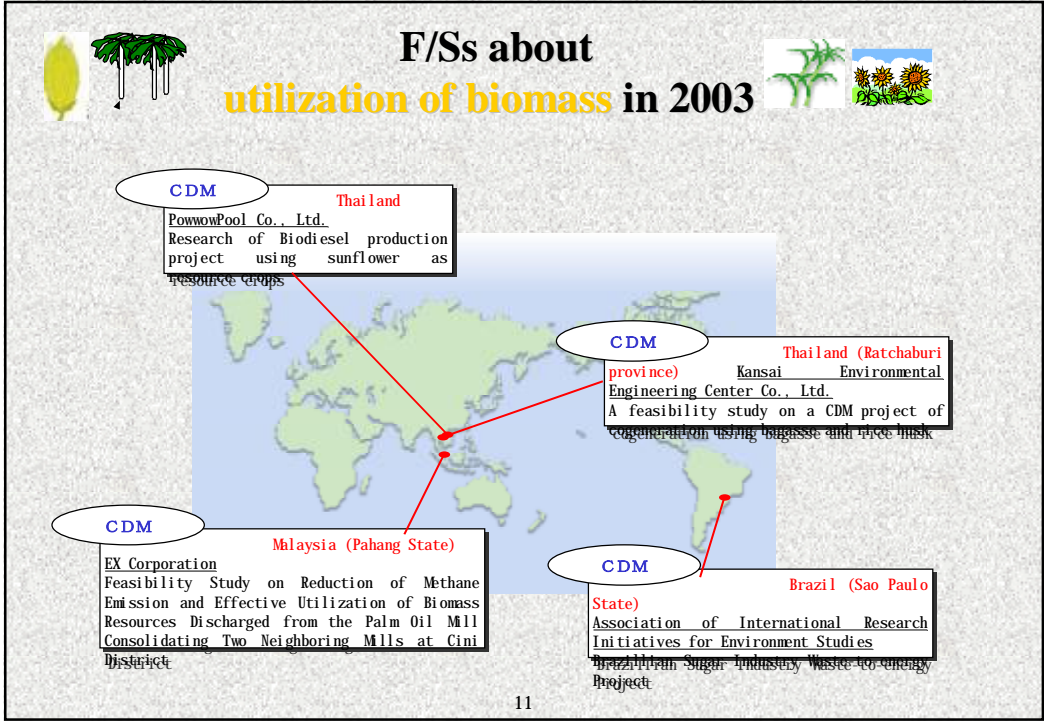 F/Ss about
utilization of biomass in 2003
CDM
Thailand
PowwowPool Co., Ltd.
Research of Biodiesel production
project using sunflower as
resource crops
CDM
Thailand (Ratchaburi
province) Kansai Environmental
Engineering Center Co., Ltd.
A feasibility study on a CDM project of
cogeneration using bagasse and rice husk
CDM
Malaysia (Pahang State)
EX Corporation
Feasibility Study on Reduction of Methane
Emission and Effective Utilization of Biomass
Resources Discharged from the Palm Oil Mill
Consolidating Two Neighboring Mills at Cini
District
CDM
Brazil (Sao Paulo
State)
Association of International Research
Initiatives for Environment Studies
Brazillian Sugar Industry Waste-to-energy
Project
11